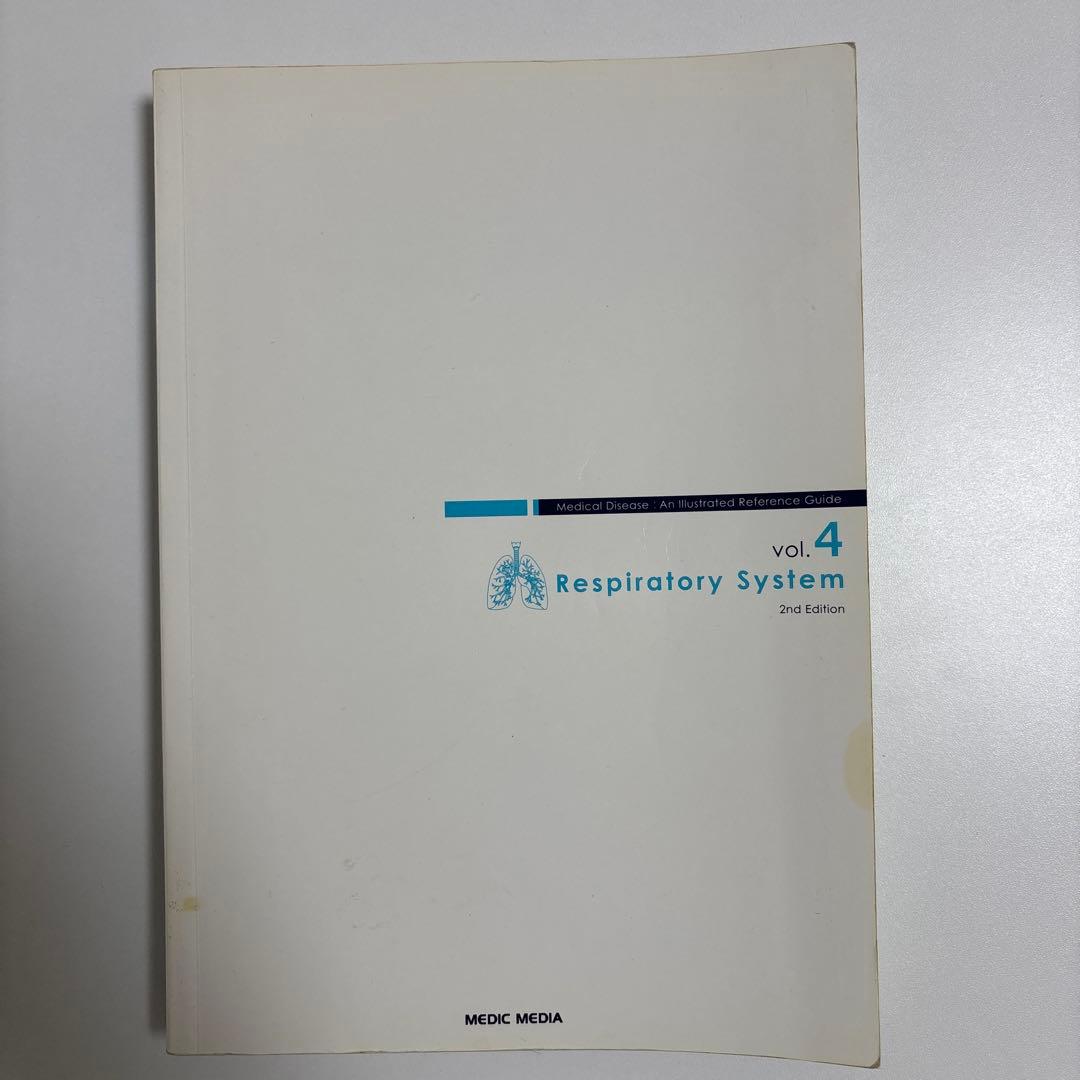 Medical Disease : An Illustrated Reference Guide
vol.4
Respiratory System
2nd Edition
MEDIC MEDIA